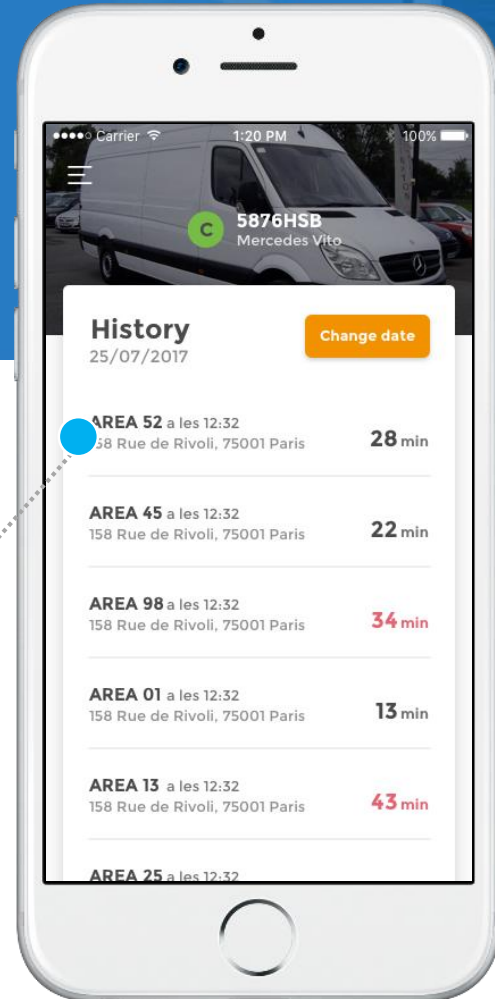 Carrier 1:20 PM 100%
C 5876HSB
Mercedes Vito
History
Change date
25/07/2017
AREA 52 a les 12:32
58 Rue de Rivoli, 75001 Paris
28 min
AREA 45 a les 12:32
158 Rue de Rivoli, 75001 Paris
22 min
AREA 98 a les 12:32
158 Rue de Rivoli, 75001 Paris
34 min
AREA 01 a les 12:32
158 Rue de Rivoli, 75001 Paris
13 min
AREA 13 a les 12:32
158 Rue de Rivoli, 75001 Paris
43 min
AREA 25 a les 12:32